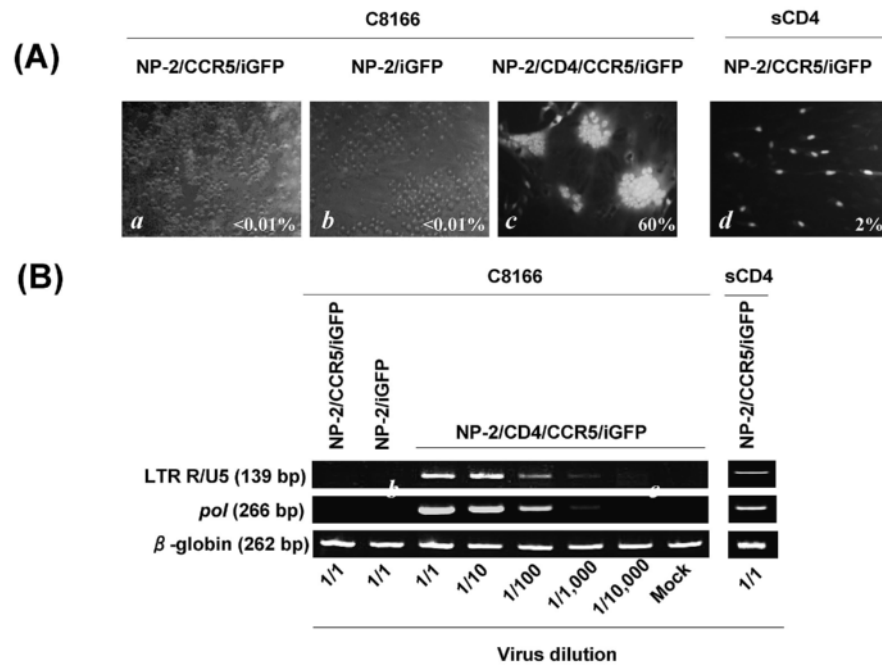 C8166
sCD4
(A)
NP-2/CCR5/iGFP
NP-2/iGFP
NP-2/CD4/CCR5/iGFP
NP-2/CCR5/iGFP
a
<0.01%
b
<0.01%
c
60%
d
2%
(B)
C8166
sCD4
NP-2/CCR5/iGFP
NP-2/iGFP
NP-2/CD4/CCR5/iGFP
NP-2/CCR5/iGFP
LTR R/U5 (139 bp)
b
pol (266 bp)
β -globin (262 bp)
1/1
1/1
1/1
1/10
1/100
1/1,000
1/10,000
Mock
1/1
Virus dilution